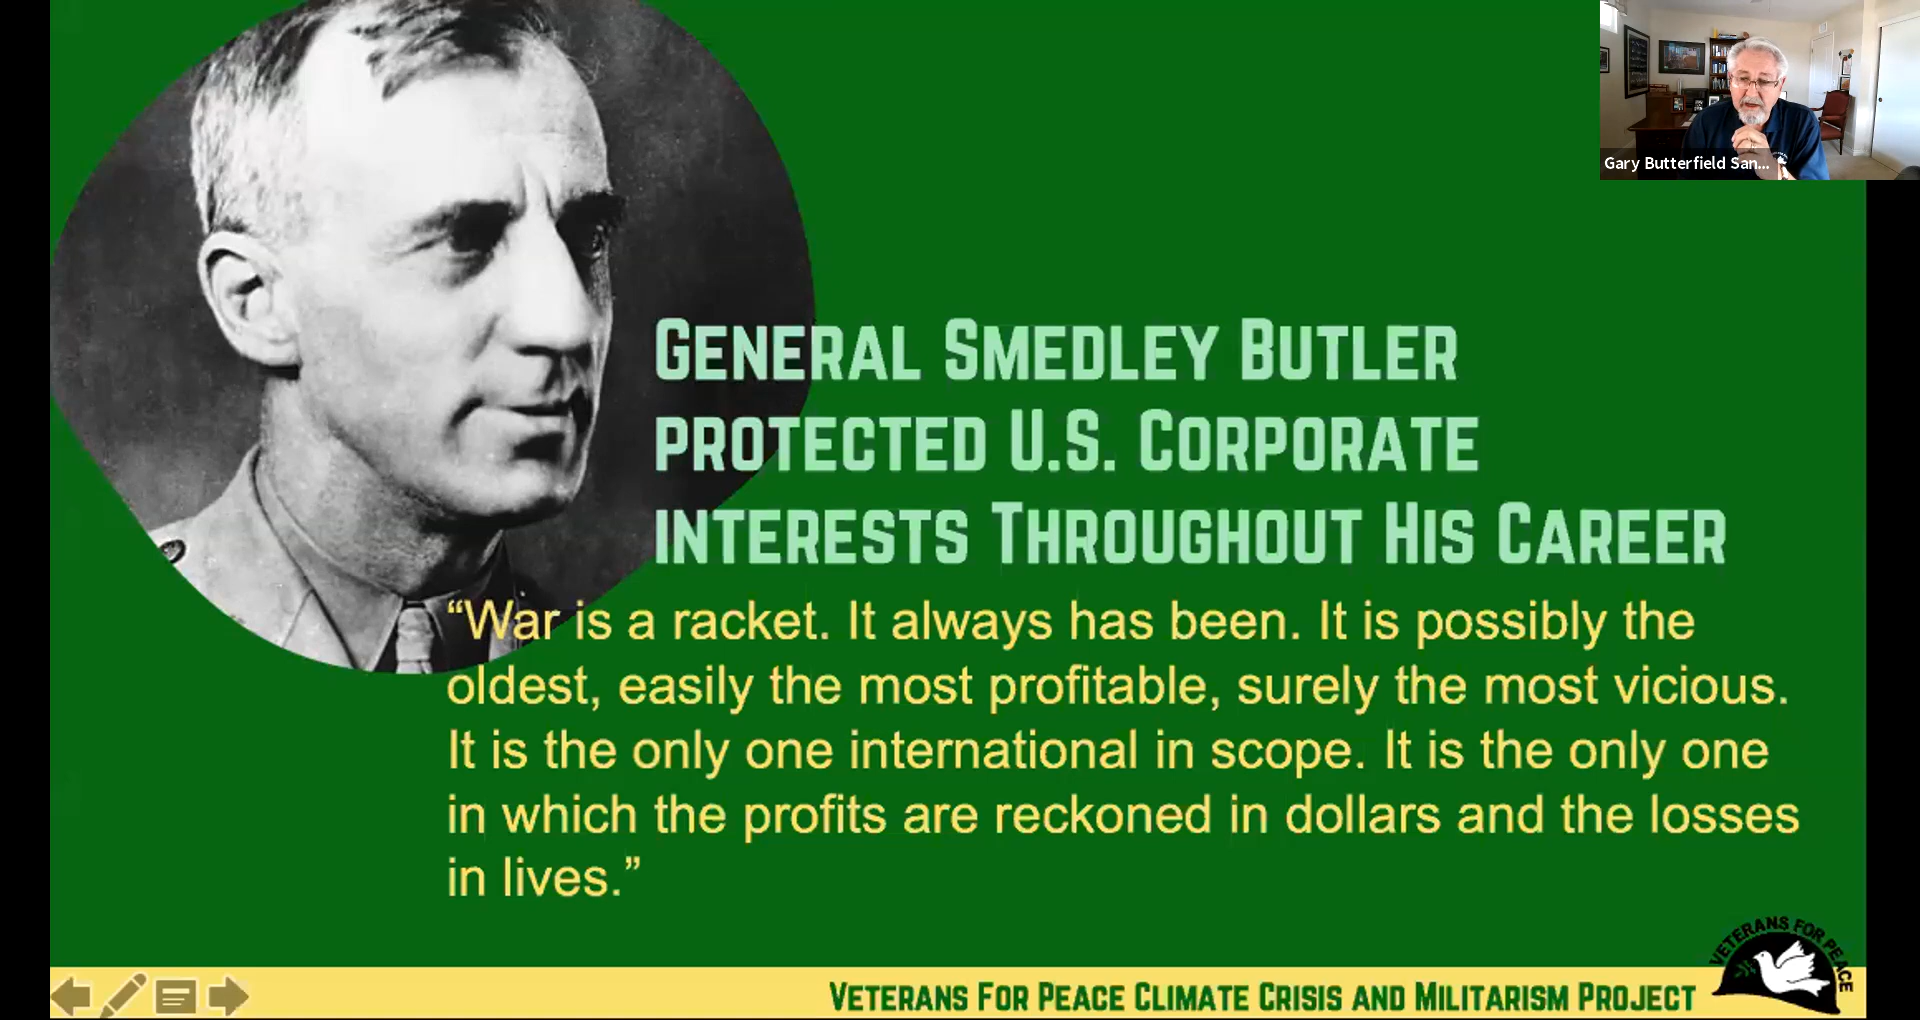 Gary Butterfield San...
GENERAL SMEDLEY BUTLER
PROTECTED U.S. CORPORATE
INTERESTS THROUGHOUT HIS CAREER
“War is a racket. It always has been. It is possibly the
oldest, easily the most profitable, surely the most vicious.
It is the only one international in scope. It is the only one
in which the profits are reckoned in dollars and the losses
in lives.”
VETERANS FOR PEACE
VETERANS FOR PEACE CLIMATE CRISIS AND MILITARISM PROJECT